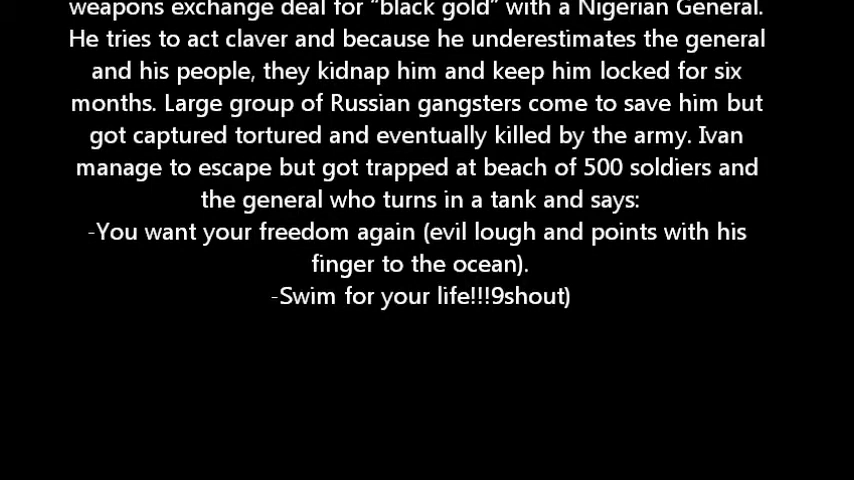 weapons exchange deal for “black gold” with a Nigerian General.
He tries to act claver and because he underestimates the general
and his people, they kidnap him and keep him locked for six
months. Large group of Russian gangsters come to save him but
got captured tortured and eventually killed by the army. Ivan
manage to escape but got trapped at beach of 500 soldiers and
the general who turns in a tank and says:
-You want your freedom again (evil lough and points with his
finger to the ocean).
-Swim for your life!!!9shout)